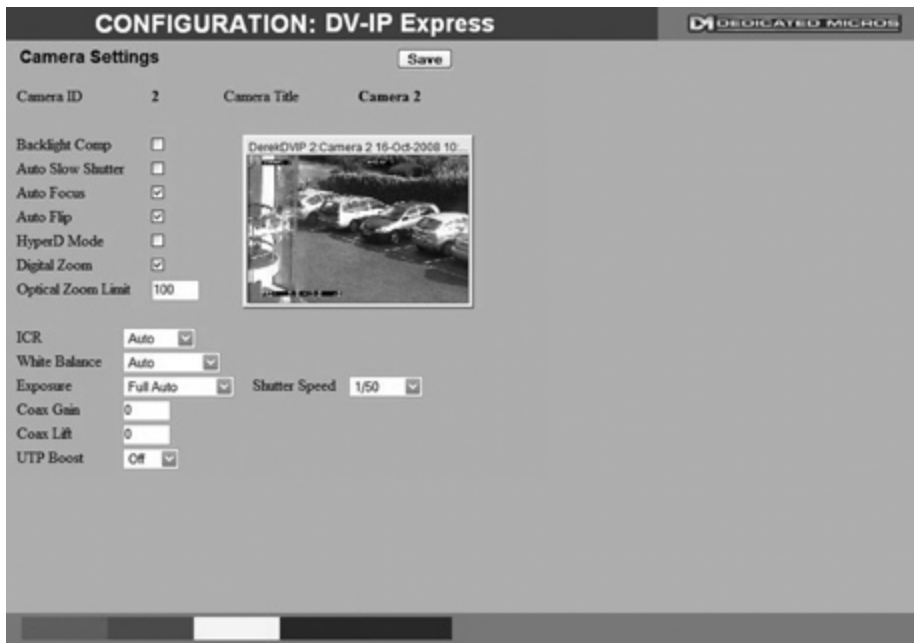 CONFIGURATION: DV-IP Express
DEDICATED MICROS
Camera Settings
Save
Camera ID 2 Camera Title Camera 2
Backlight Comp
DerekDVIP 2:Camera 2 16-Oct-2008 10:...
Auto Slow Shutter
Auto Focus
Auto Flip
HyperD Mode
Digital Zoom
Optical Zoom Limit 100
ICR Auto
White Balance Auto
Exposure Full Auto Shutter Speed 1/50
Coax Gain 0
Coax Lift 0
UTP Boost Off